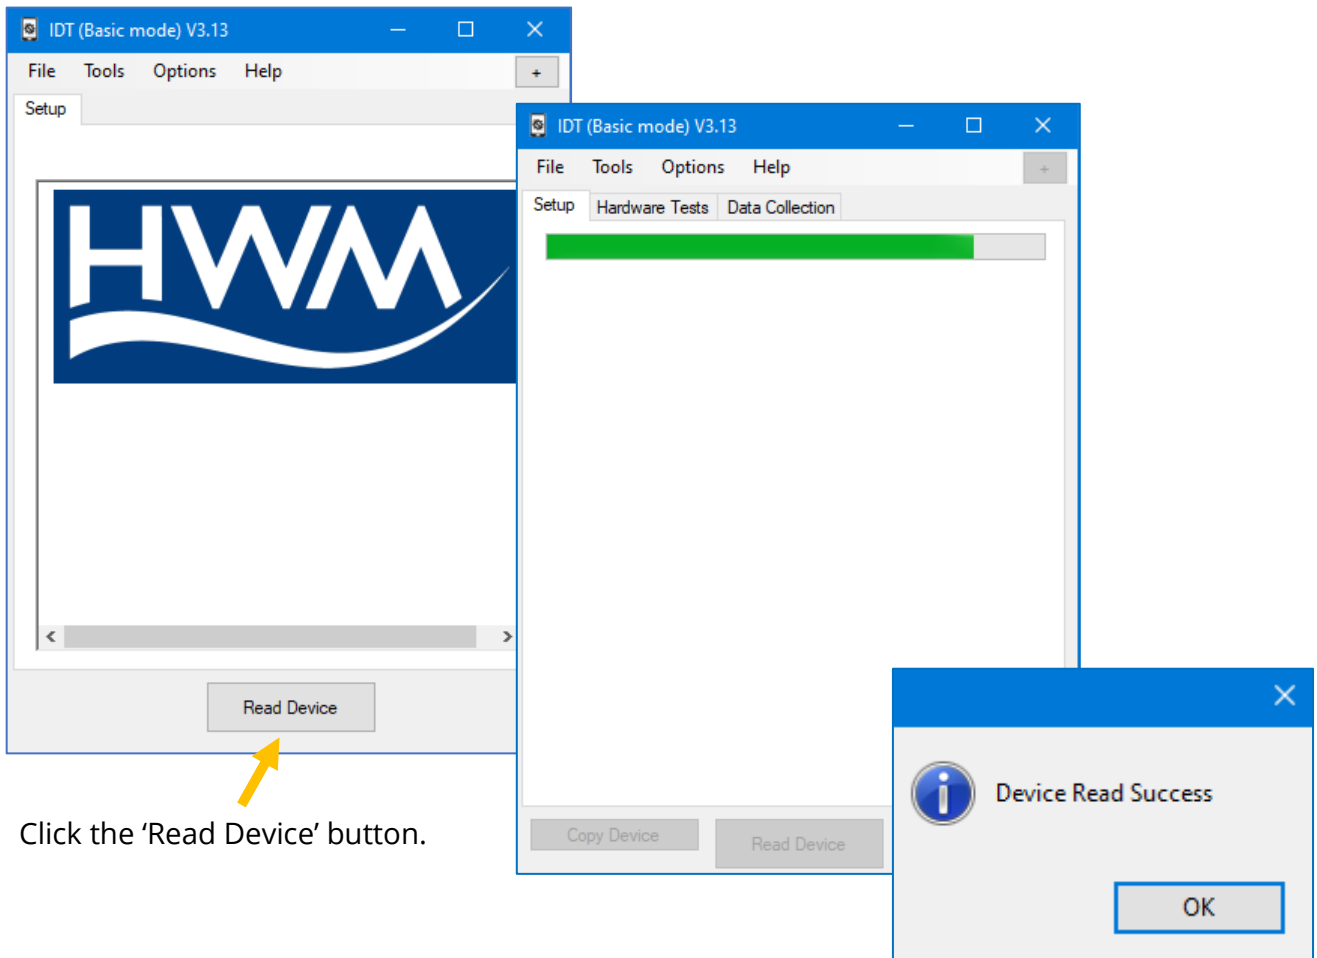 IDT (Basic mode) V3.13
File Tools Options Help +
Setup
HWM
Read Device
Click the ‘Read Device’ button.
IDT (Basic mode) V3.13
File Tools Options Help +
Setup Hardware Tests Data Collection
Copy Device Read Device
Device Read Success
OK